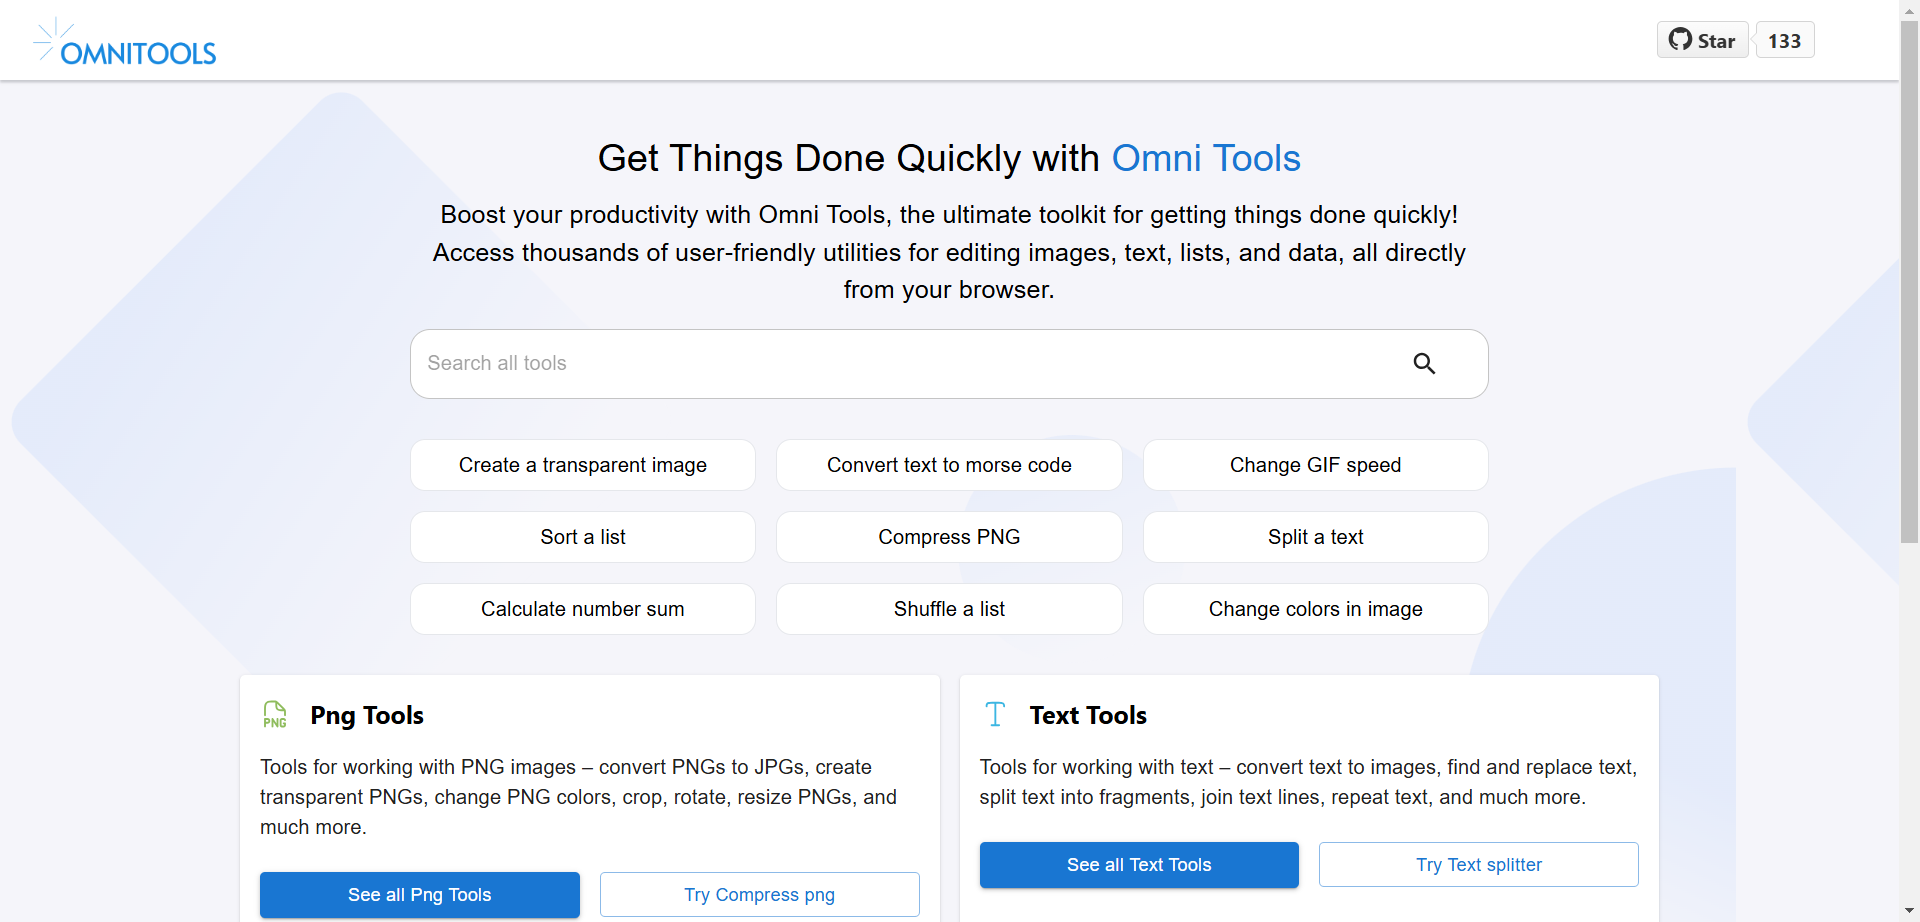 OMNITOOLS
Star
133
Get Things Done Quickly with Omni Tools
Boost your productivity with Omni Tools, the ultimate toolkit for getting things done quickly!
Access thousands of user-friendly utilities for editing images, text, lists, and data, all directly
from your browser.
Search all tools
Create a transparent image
Convert text to morse code
Change GIF speed
Sort a list
Compress PNG
Split a text
Calculate number sum
Shuffle a list
Change colors in image
PNG
Png Tools
Tools for working with PNG images – convert PNGs to JPGs, create
transparent PNGs, change PNG colors, crop, rotate, resize PNGs, and
much more.
See all Png Tools
Try Compress png
Text Tools
Tools for working with text – convert text to images, find and replace text,
split text into fragments, join text lines, repeat text, and much more.
See all Text Tools
Try Text splitter